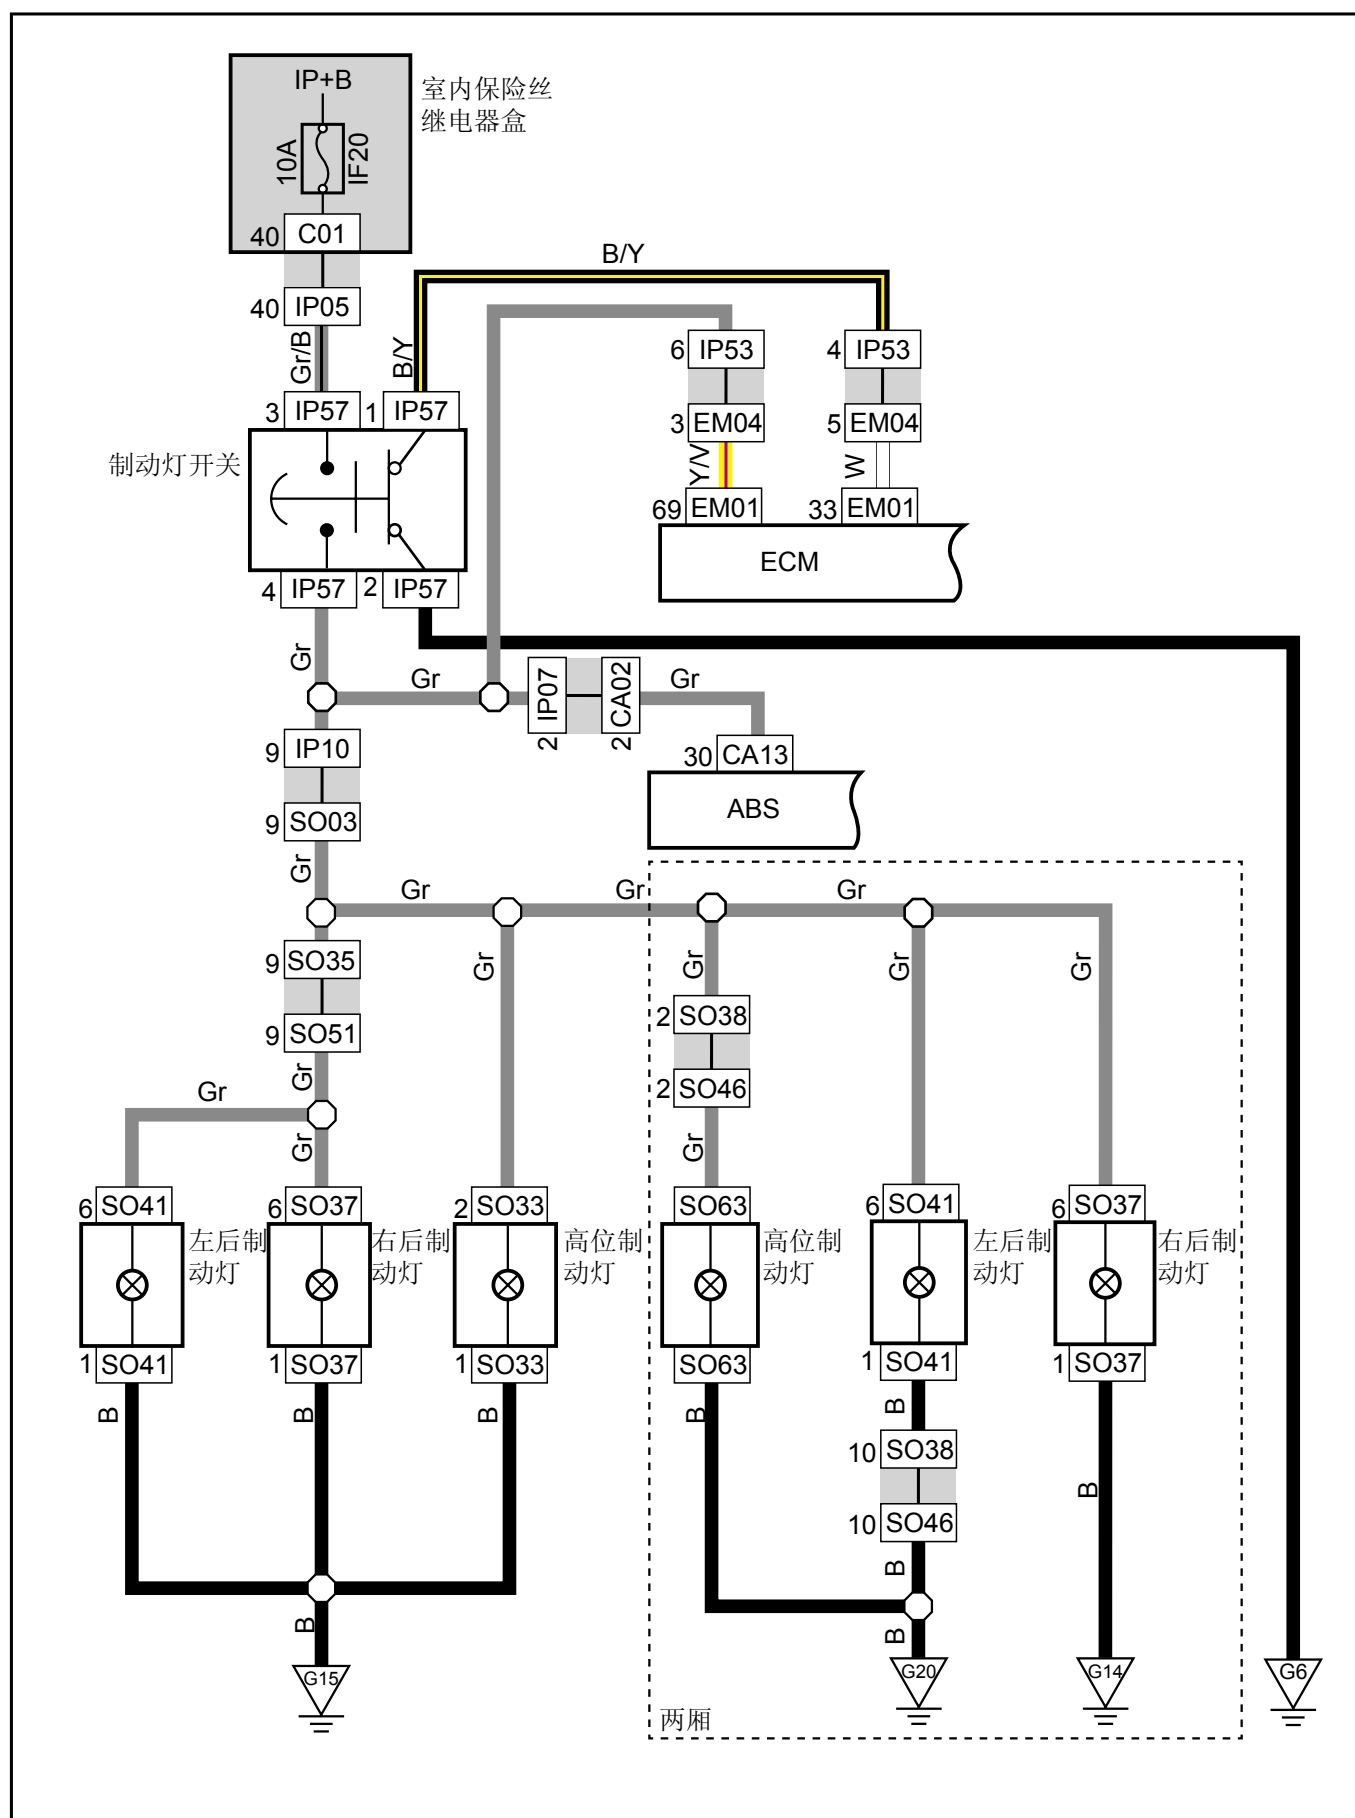 IP+B
室内保险丝
继电器盒
10A
IF20
40
C01
40
IP05
B/Y
Gr/B
B/Y
6
IP53
4
IP53
3
IP57
1
IP57
3
EM04
5
EM04
制动灯开关
Y/V
W
69
EM01
33
EM01
ECM
4
IP57
2
IP57
Gr
Gr
IP07
2
CA02
2
Gr
9
IP10
30
CA13
ABS
9
SO03
Gr
Gr
Gr
Gr
9
SO35
Gr
Gr
Gr
Gr
2
SO38
9
SO51
Gr
Gr
2
SO46
Gr
Gr
6
SO41
6
SO37
2
SO33
SO63
6
SO41
6
SO37
左后制
动灯
右后制
动灯
高位制
动灯
高位制
动灯
左后制
动灯
右后制
动灯
1
SO41
1
SO37
1
SO33
SO63
1
SO41
1
SO37
B
B
B
B
B
10
SO38
B
10
SO46
B
B
B
G15
G20
G14
G6
两厢